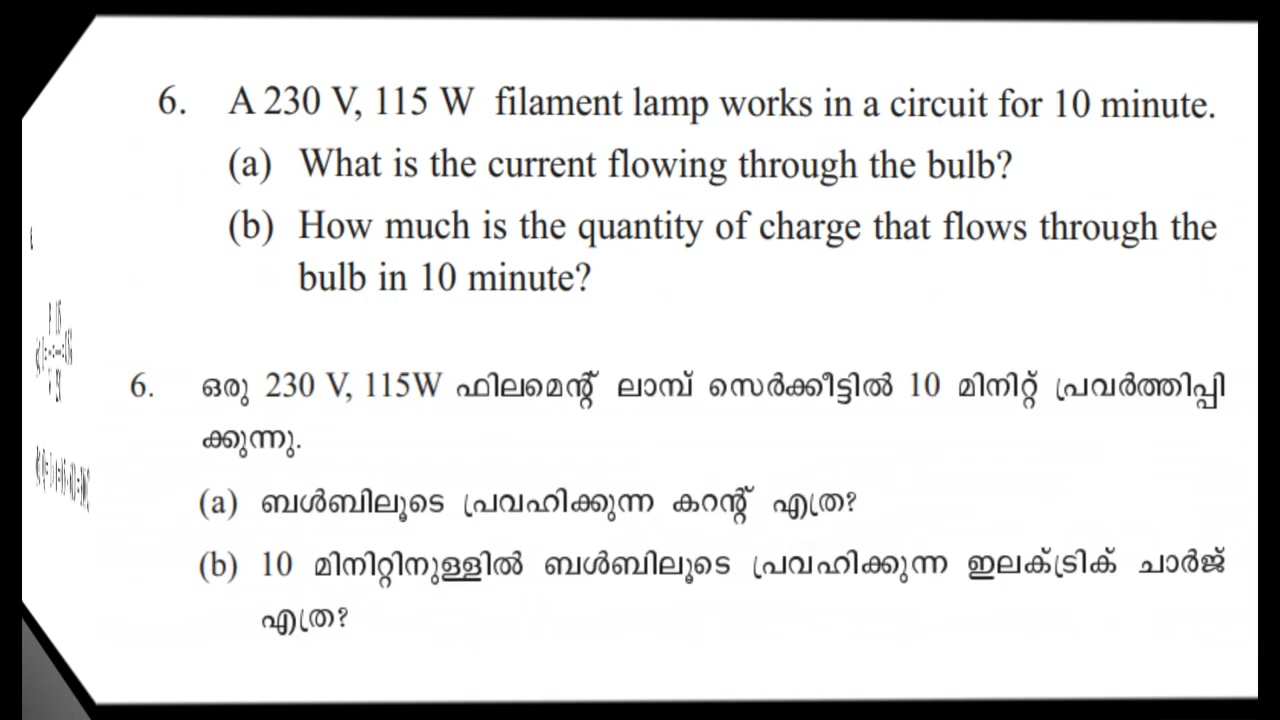 6. A 230 V, 115 W filament lamp works in a circuit for 10 minute.
(a) What is the current flowing through the bulb?
(b) How much is the quantity of charge that flows through the
bulb in 10 minute?
6. ഒരു 230 V, 115W ഫിലമെന്റ് ലാമ്പ് സെർക്കീട്ടിൽ 10 മിനിറ്റ് പ്രവർത്തിപ്പി
ക്കുന്നു.
(a) ബൾബിലൂടെ പ്രവഹിക്കുന്ന കറന്റ് എത്ര?
(b) 10 മിനിറ്റിനുള്ളിൽ ബൾബിലൂടെ പ്രവഹിക്കുന്ന ഇലക്ട്രിക് ചാർജ്
എത്ര?